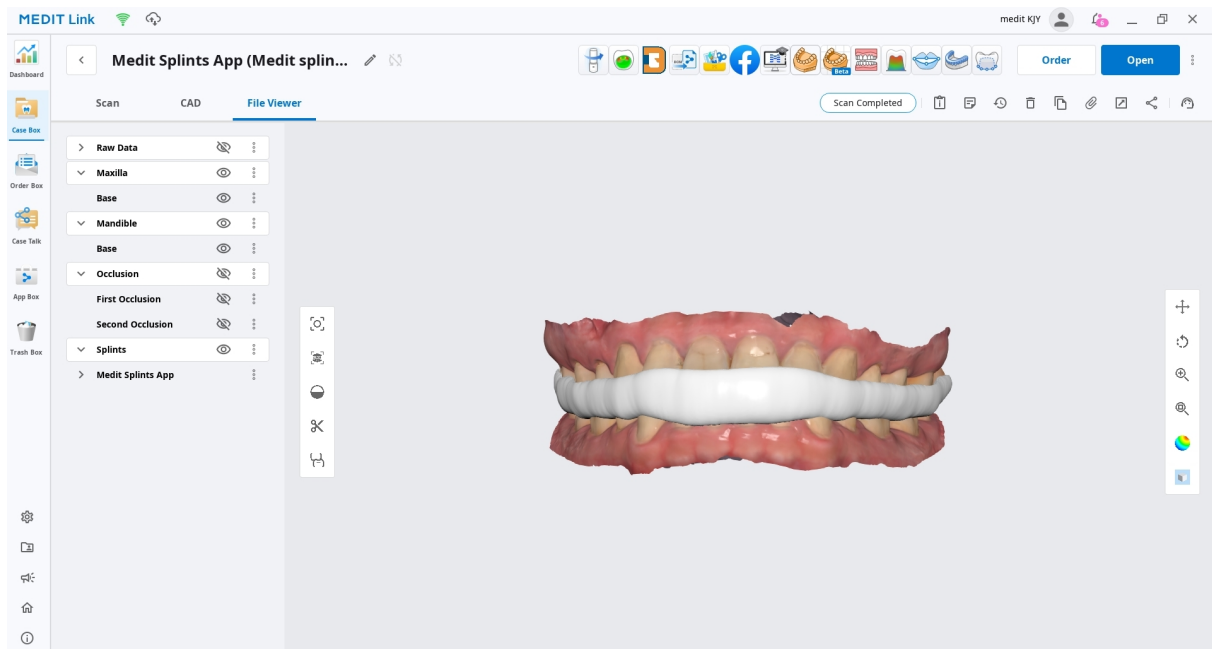 MEDIT Link
medit KJY
6
Dashboard
Medit Splints App (Medit splin...
Beta
Order
Open
Scan
CAD
File Viewer
Scan Completed
Case Box
Order Box
Case Talk
App Box
Trash Box
Raw Data
Maxilla
Base
Mandible
Base
Occlusion
First Occlusion
Second Occlusion
Splints
Medit Splints App